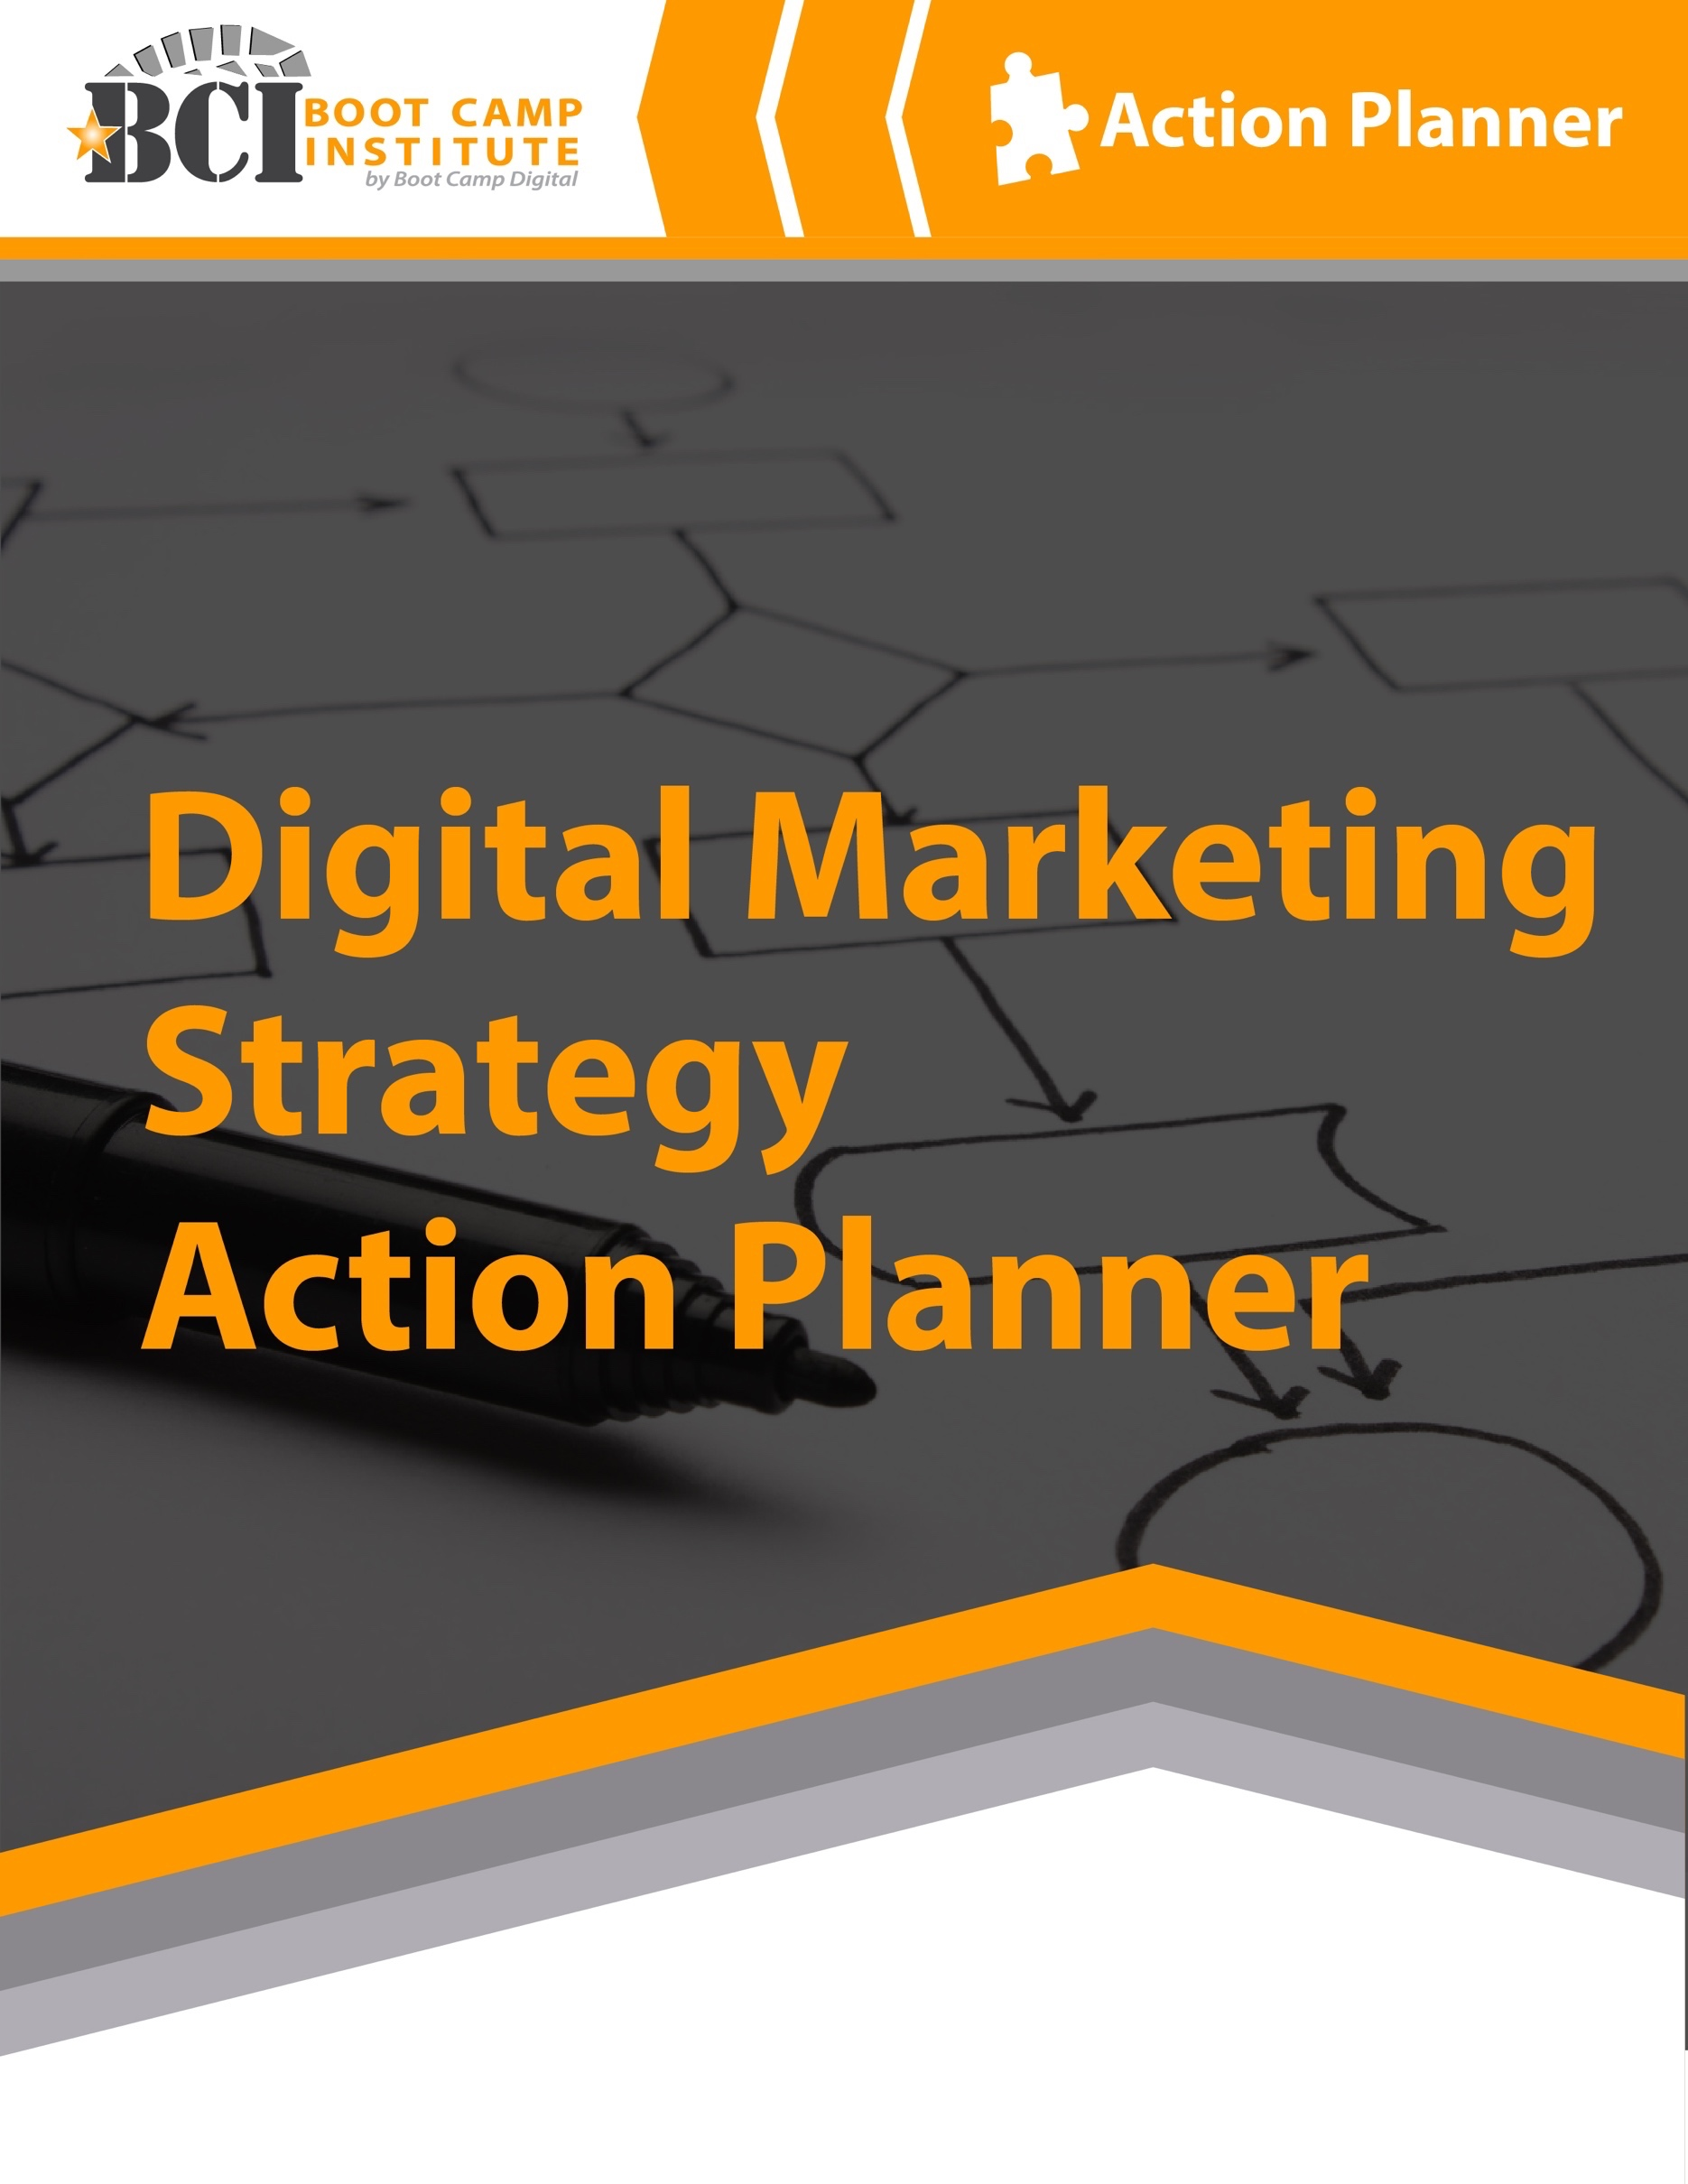 BCI
BOOT CAMP
INSTITUTE
by Boot Camp Digital
Action Planner
Digital Marketing
Strategy
Action Planner